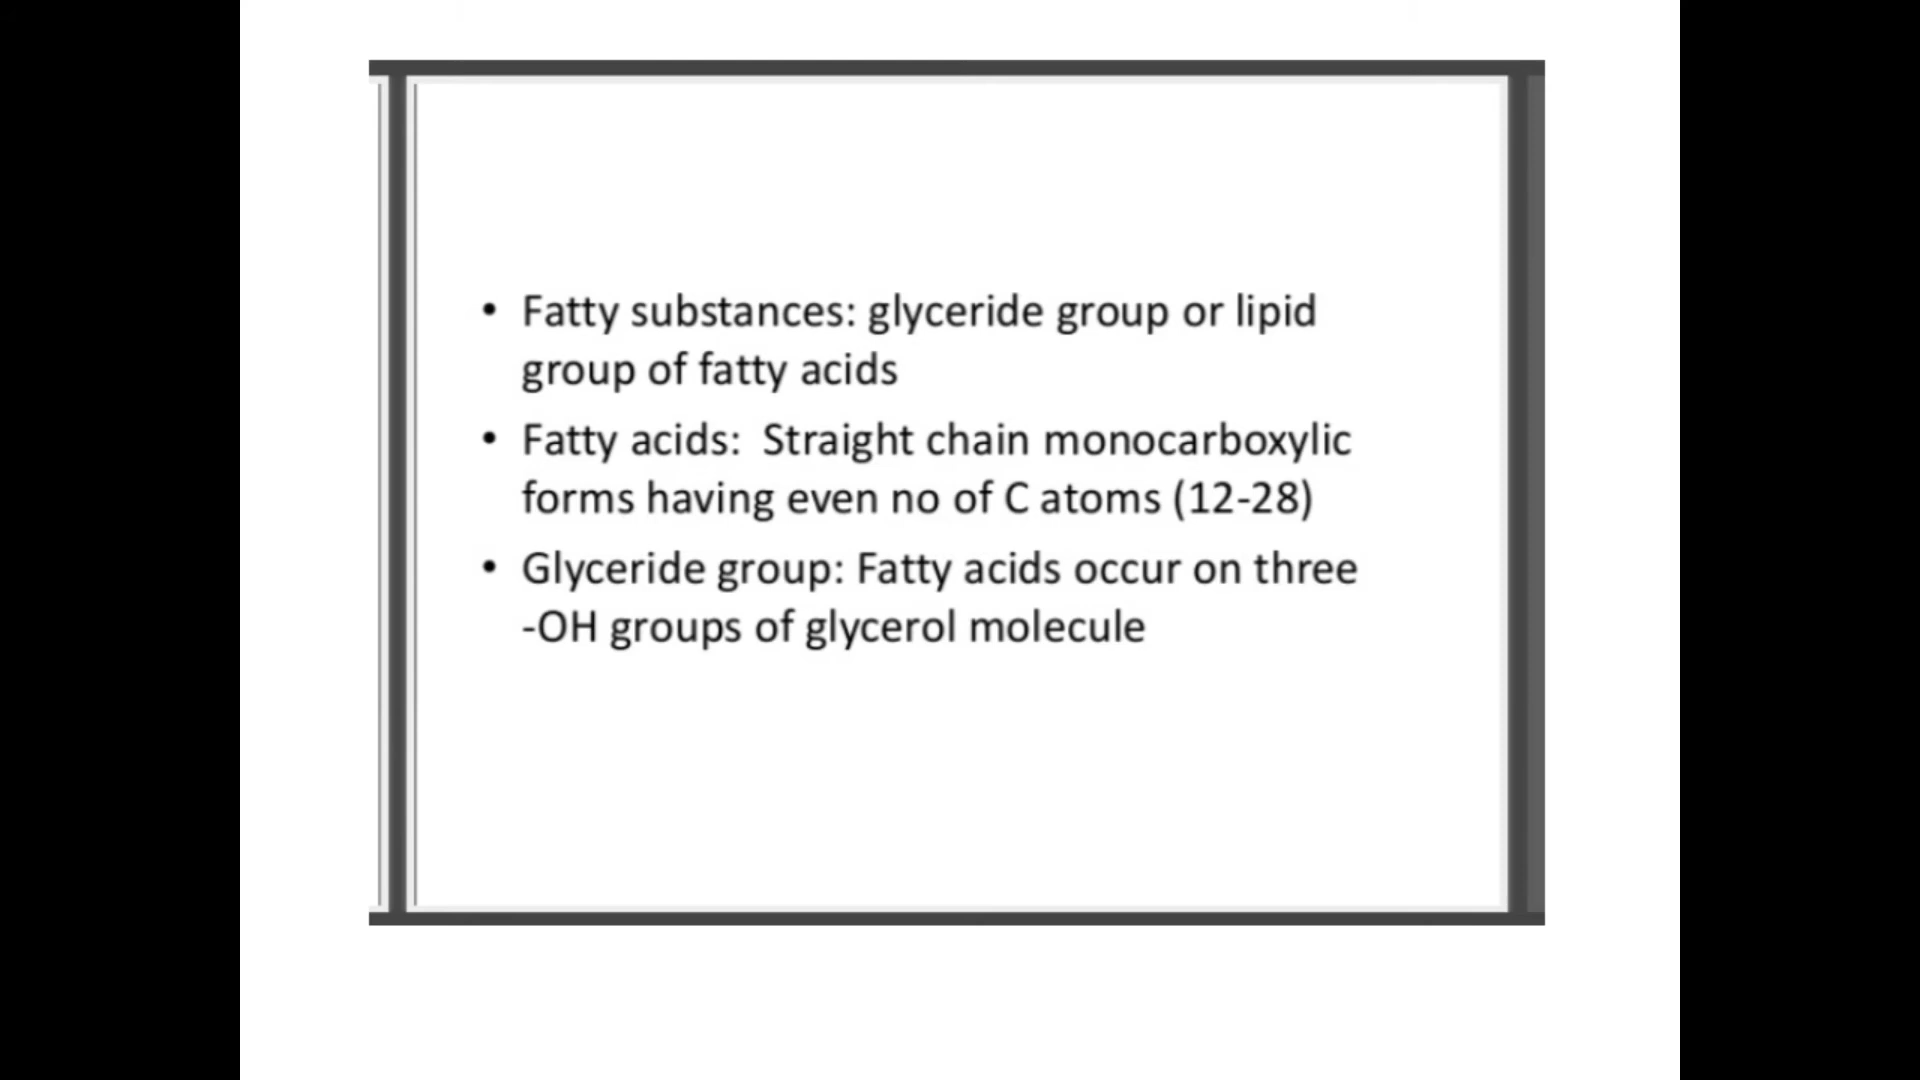 • Fatty substances: glyceride group or lipid
group of fatty acids
• Fatty acids:  Straight chain monocarboxylic
forms having even no of C atoms (12-28)
• Glyceride group: Fatty acids occur on three
-OH groups of glycerol molecule